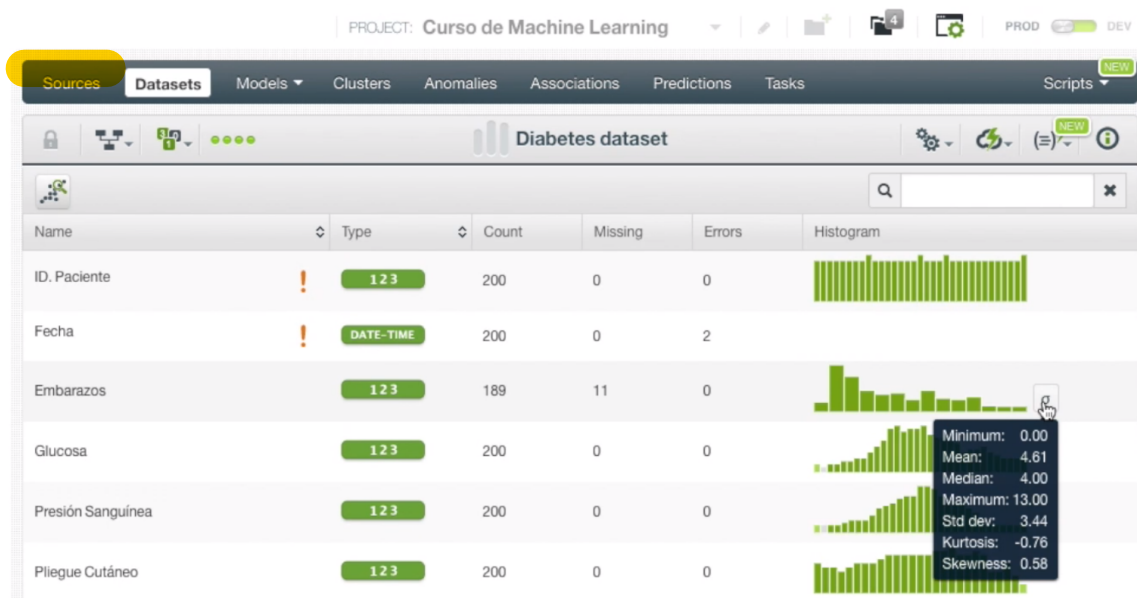 PROJECT: Curso de Machine Learning 4 PROD DEV
Sources Datasets Models Clusters Anomalies Associations Predictions Tasks Scripts NEW
Diabetes dataset (=) NEW
Name Type Count Missing Errors Histogram
ID. Paciente ! 123 200 0 0
Fecha ! DATE-TIME 200 0 2
Embarazos 123 189 11 0 σ
Glucosa 123 200 0 0
Presión Sanguínea 123 200 0 0
Pliegue Cutáneo 123 200 0 0
Minimum: 0.00
Mean: 4.61
Median: 4.00
Maximum: 13.00
Std dev: 3.44
Kurtosis: -0.76
Skewness: 0.58